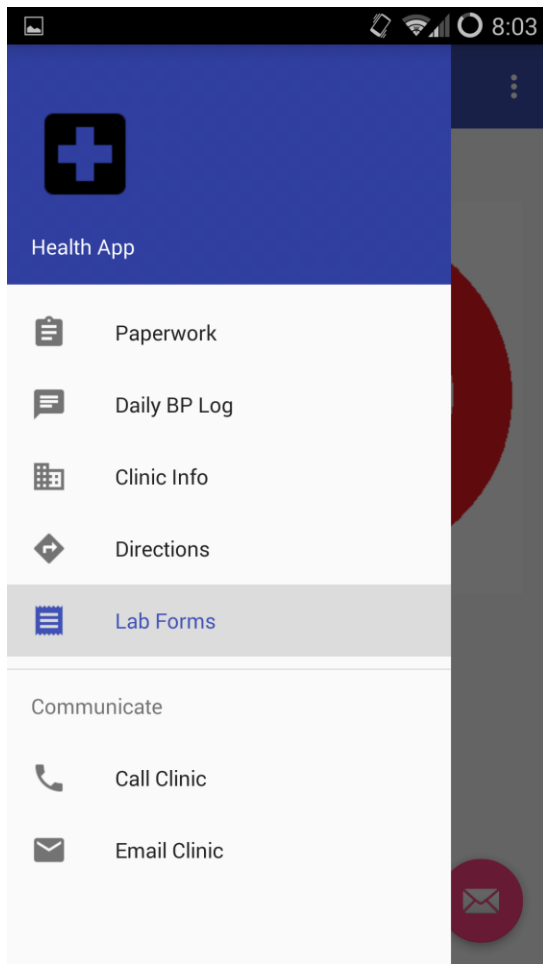 8:03
Health App
Paperwork
Daily BP Log
Clinic Info
Directions
Lab Forms
Communicate
Call Clinic
Email Clinic